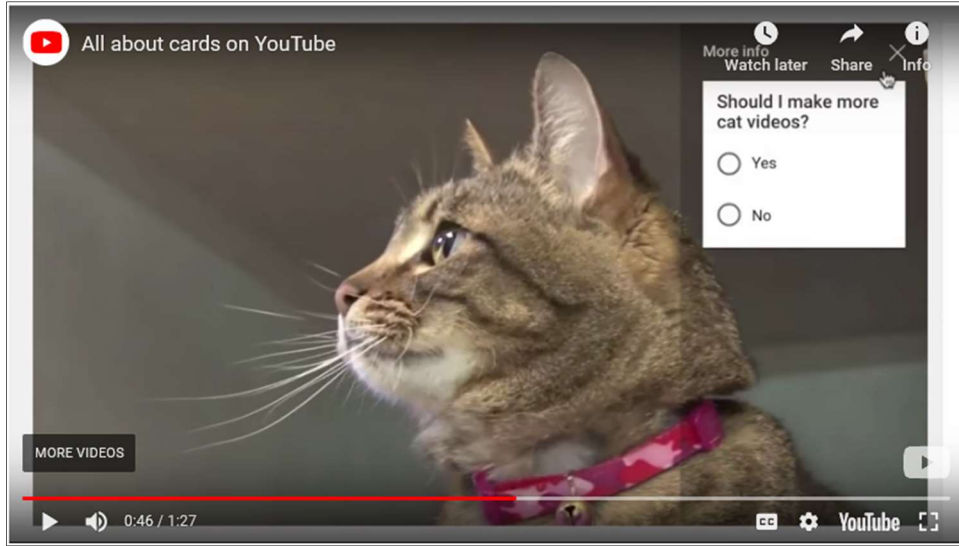 All about cards on YouTube
More info
Watch later
Share
Info
Should I make more
cat videos?
Yes
No
MORE VIDEOS
0:46 / 1:27
CC
YouTube